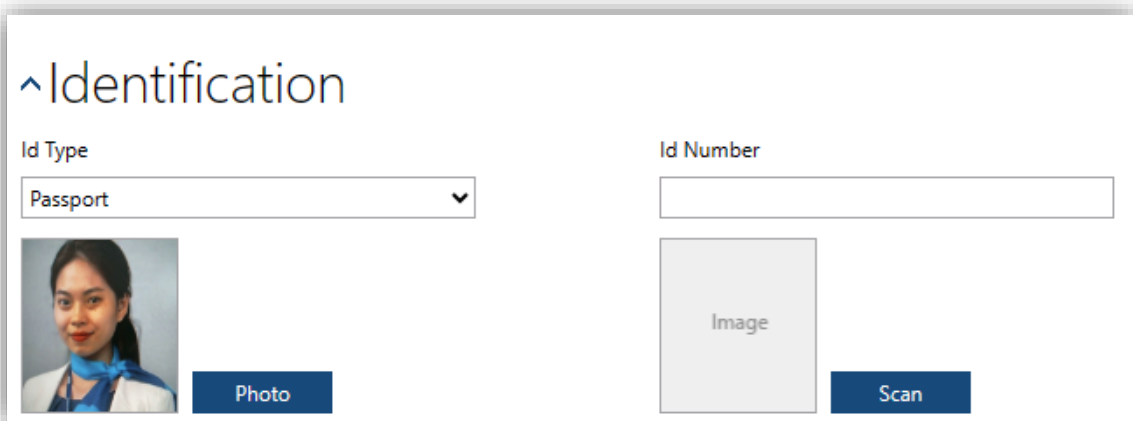 Identification
Id Type
Id Number
Passport
Image
Photo
Scan